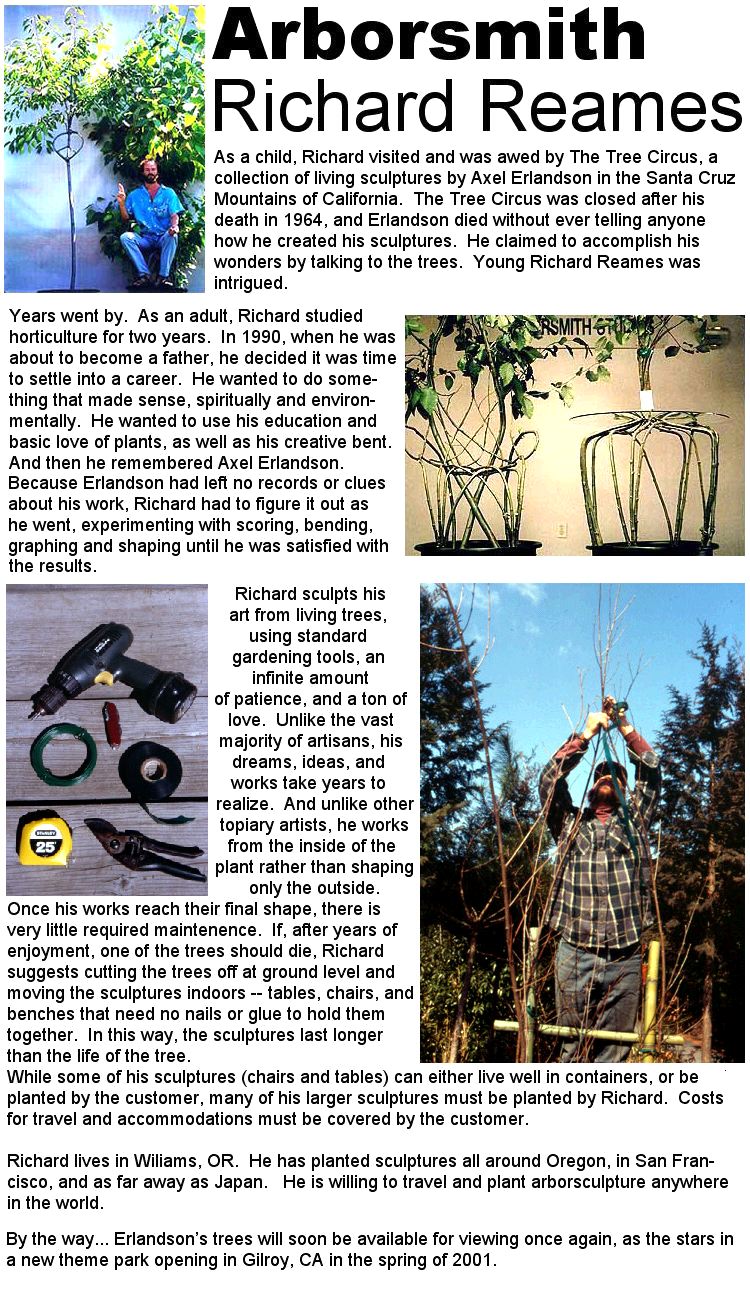 Arborsmith
Richard Reames
As a child, Richard visited and was awed by The Tree Circus, a
collection of living sculptures by Axel Erlandson in the Santa Cruz
Mountains of California.  The Tree Circus was closed after his
death in 1964, and Erlandson died without ever telling anyone
how he created his sculptures.  He claimed to accomplish his
wonders by talking to the trees.  Young Richard Reames was
intrigued.
Years went by.  As an adult, Richard studied
horticulture for two years.  In 1990, when he was
about to become a father, he decided it was time
to settle into a career.  He wanted to do some-
thing that made sense, spiritually and environ-
mentally.  He wanted to use his education and
basic love of plants, as well as his creative bent.
And then he remembered Axel Erlandson.
Because Erlandson had left no records or clues
about his work, Richard had to figure it out as
he went, experimenting with scoring, bending,
graphing and shaping until he was satisfied with
the results.
RSMITH
Richard sculpts his
art from living trees,
using standard
gardening tools, an
infinite amount
of patience, and a ton of
love.  Unlike the vast
majority of artisans, his
dreams, ideas, and
works take years to
realize.  And unlike other
topiary artists, he works
from the inside of the
plant rather than shaping
only the outside.
STANLEY
25'
Once his works reach their final shape, there is
very little required maintenence.  If, after years of
enjoyment, one of the trees should die, Richard
suggests cutting the trees off at ground level and
moving the sculptures indoors -- tables, chairs, and
benches that need no nails or glue to hold them
together.  In this way, the sculptures last longer
than the life of the tree.
While some of his sculptures (chairs and tables) can either live well in containers, or be
planted by the customer, many of his larger sculptures must be planted by Richard.  Costs
for travel and accommodations must be covered by the customer.
Richard lives in Wiliams, OR.  He has planted sculptures all around Oregon, in San Fran-
cisco, and as far away as Japan.   He is willing to travel and plant arborsculpture anywhere
in the world.
By the way... Erlandson's trees will soon be available for viewing once again, as the stars in
a new theme park opening in Gilroy, CA in the spring of 2001.